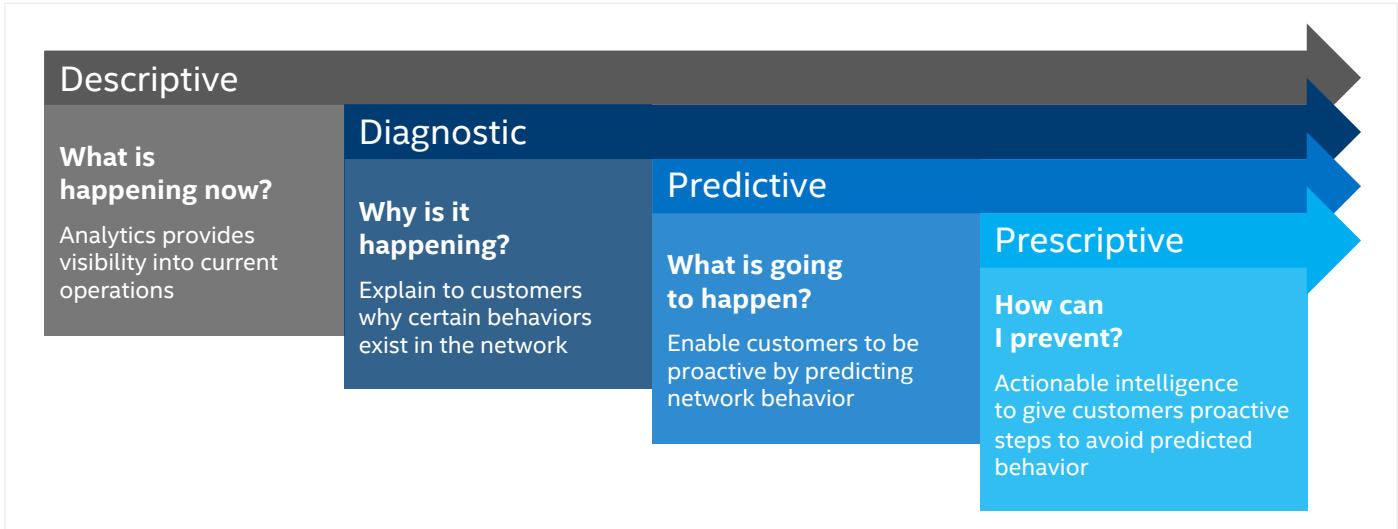 Descriptive
What is
happening now?
Analytics provides
visibility into current
operations
Diagnostic
Why is it
happening?
Explain to customers
why certain behaviors
exist in the network
Predictive
What is going
to happen?
Enable customers to be
proactive by predicting
network behavior
Prescriptive
How can
I prevent?
Actionable intelligence
to give customers proactive
steps to avoid predicted
behavior